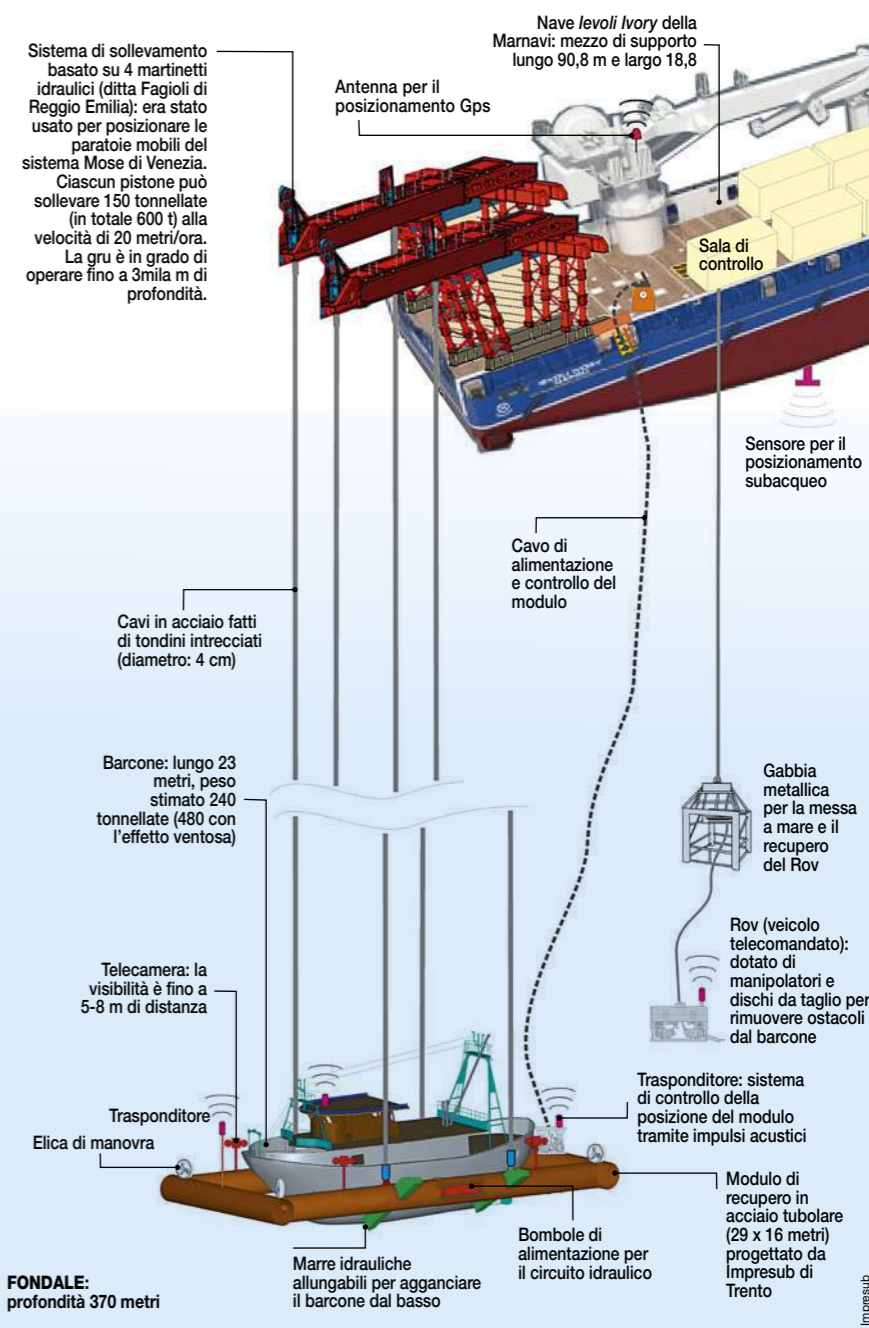 Sistema di sollevamento
basato su 4 martinetti
idraulici (ditta Fagioli di
Reggio Emilia): era stato
usato per posizionare le
paratoie mobili del
sistema Mose di Venezia.
Ciascun pistone può
sollevare 150 tonnellate
(in totale 600 t) alla
velocità di 20 metri/ora.
La gru è in grado di
operare fino a 3mila m di
profondità.
Antenna per il
posizionamento Gps
Nave Ievoli Ivory della
Marnavi: mezzo di supporto
lungo 90,8 m e largo 18,8
Sala di
controllo
Sensore per il
posizionamento
subacqueo
Cavo di
alimentazione
e controllo del
modulo
Cavi in acciaio fatti
di tondini intrecciati
(diametro: 4 cm)
Barcone: lungo 23
metri, peso
stimato 240
tonnellate (480 con
l'effetto ventosa)
Gabbia
metallica
per la messa
a mare e il
recupero
del Rov
Rov (veicolo
telecomandato):
dotato di
manipolatori e
dischi da taglio per
rimuovere ostacoli
dal barcone
Telecamera: la
visibilità è fino a
5-8 m di distanza
Trasponditore
Elica di manovra
Trasponditore: sistema
di controllo della
posizione del modulo
tramite impulsi acustici
Modulo di
recupero in
acciaio tubolare
(29 x 16 metri)
progettato da
Impresub di
Trento
Bombole di
alimentazione per
il circuito idraulico
Marre idrauliche
allungabili per agganciare
il barcone dal basso
FONDALE:
profondità 370 metri
Impresub